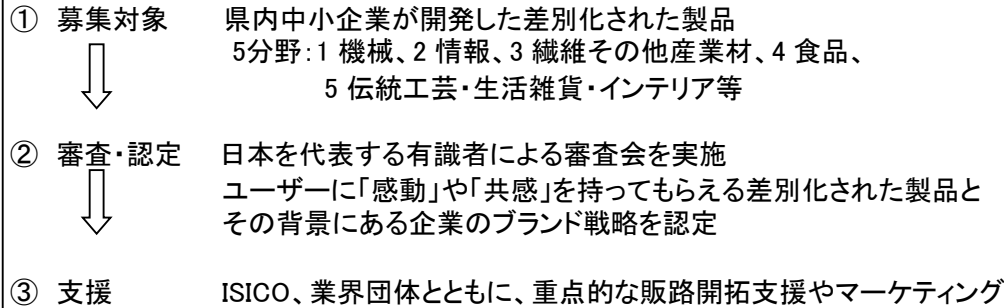 ① 募集対象 県内中小企業が開発した差別化された製品
5分野:1 機械、2 情報、3 繊維その他産業材、4 食品、
5 伝統工芸・生活雑貨・インテリア等
② 審査・認定 日本を代表する有識者による審査会を実施
ユーザーに「感動」や「共感」を持ってもらえる差別化された製品と
その背景にある企業のブランド戦略を認定
③ 支援 ISICO、業界団体とともに、重点的な販路開拓支援やマーケティング